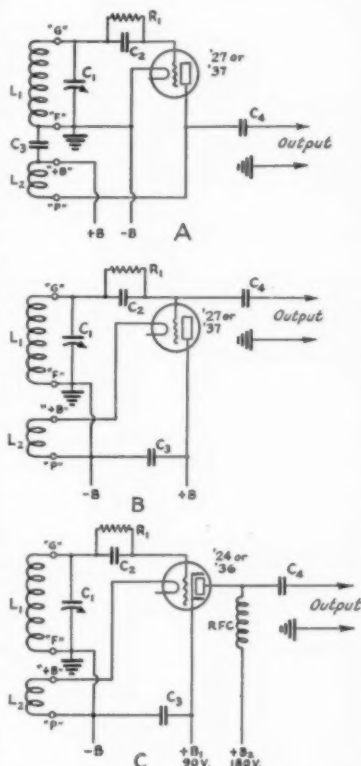 R1
"G"
C2
'27 or
'37
L1
C1
"F"
C4
C3
Output
"+B"
L2
"P"
+B
-B
A
R1
"G"
C2
C4
'27 or
'37
Output
L1
C1
"F"
"+B"
L2
C3
"P"
-B
+B
B
R1
"G"
C2
'24 or
'36
C4
L1
C1
Output
RFC
"F"
"+B"
L2
C3
"P"
-B
+B1
+B2
90V.
180V.
C